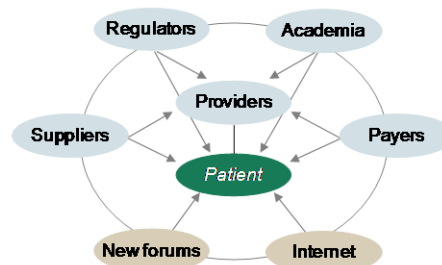 Regulators
Academia
Providers
Suppliers
Payers
Patient
New forums
Internet